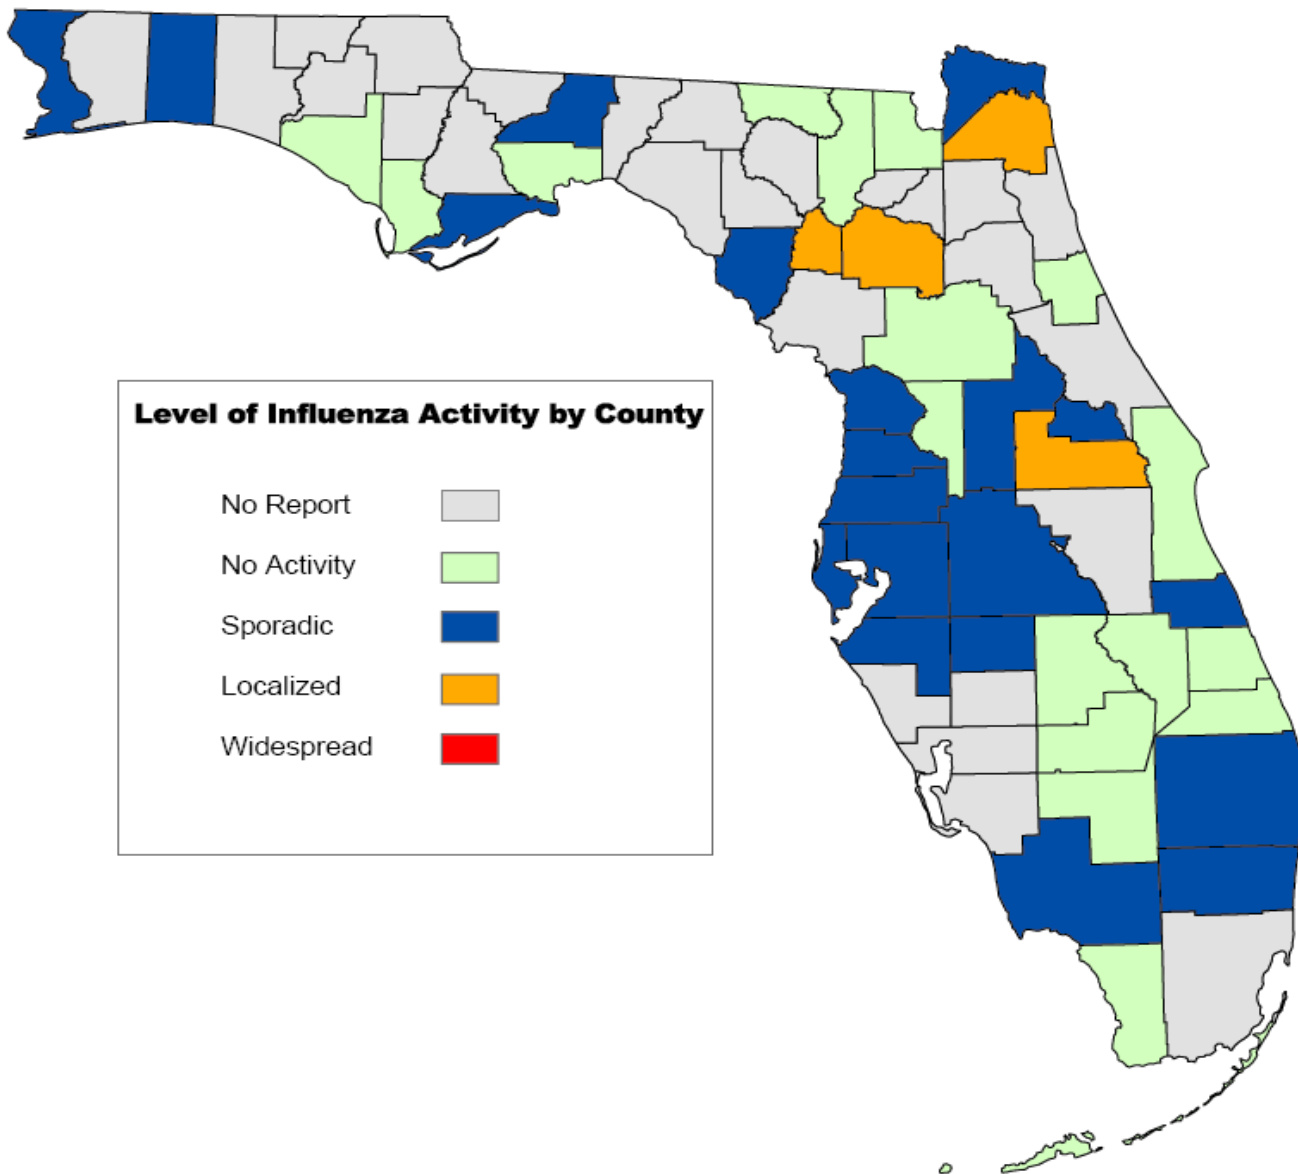 Level of Influenza Activity by County
No Report
No Activity
Sporadic
Localized
Widespread